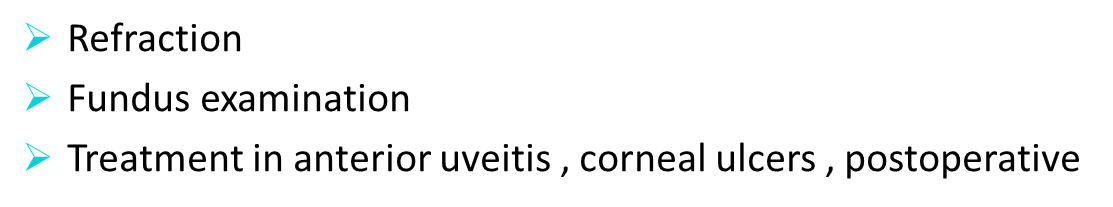 Refraction
Fundus examination
Treatment in anterior uveitis , corneal ulcers , postoperative